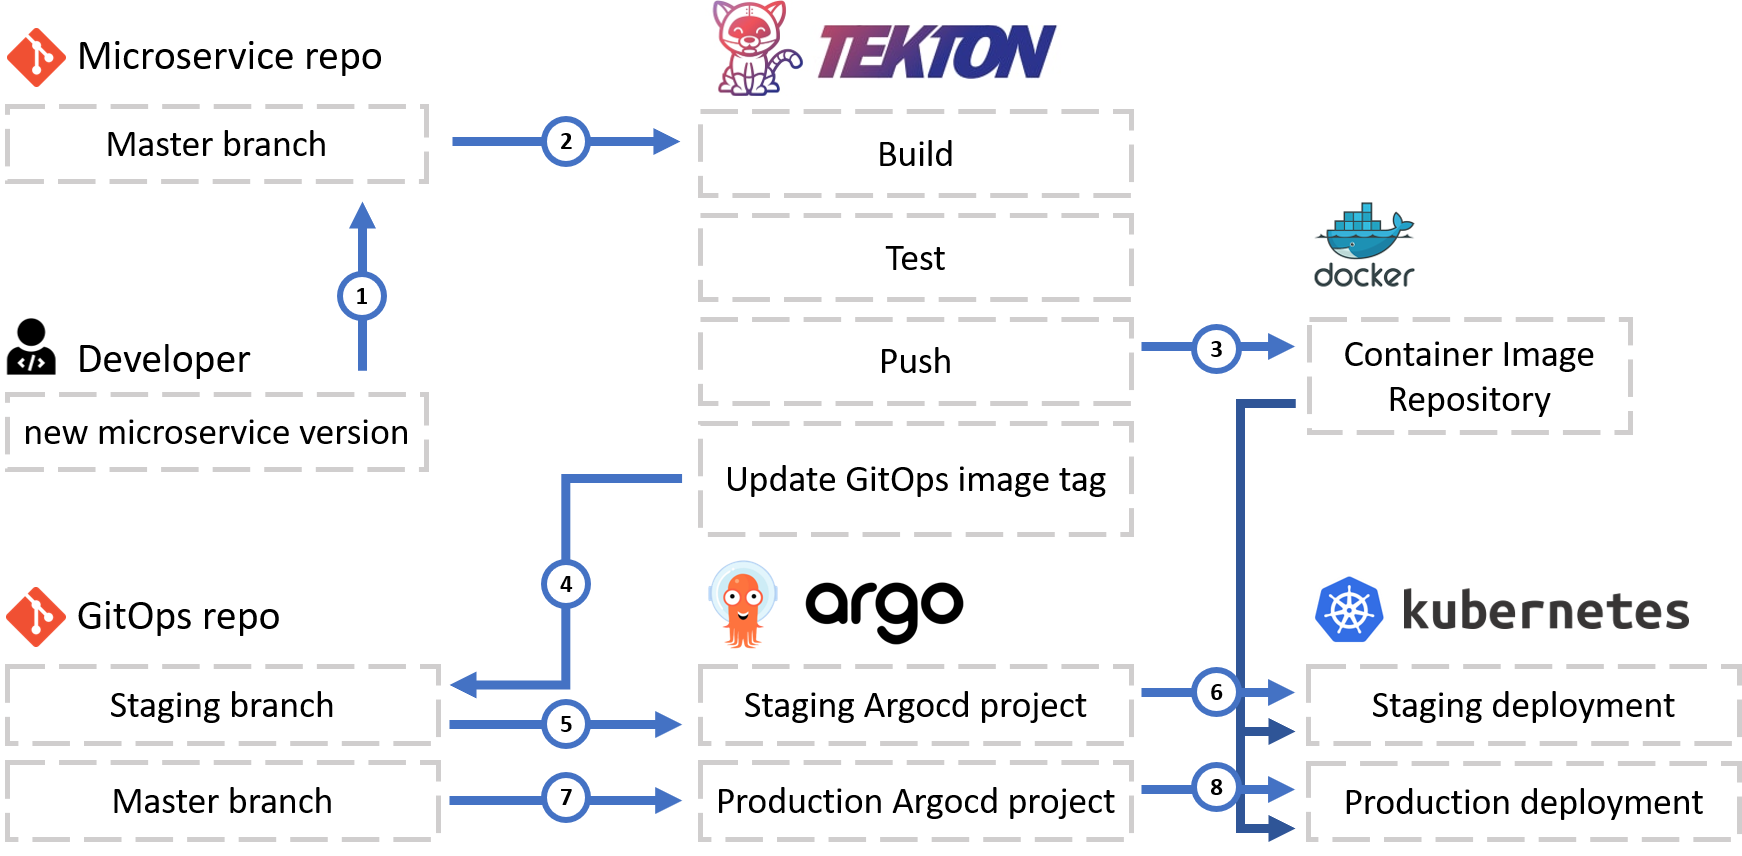 Microservice repo
Master branch
1
Developer
</>
new microservice version
2
TEKTON
Build
Test
Push
Update GitOps image tag
3
docker
Container Image
Repository
4
GitOps repo
Staging branch
Master branch
5
7
argo
Staging Argocd project
Production Argocd project
6
8
kubernetes
Staging deployment
Production deployment